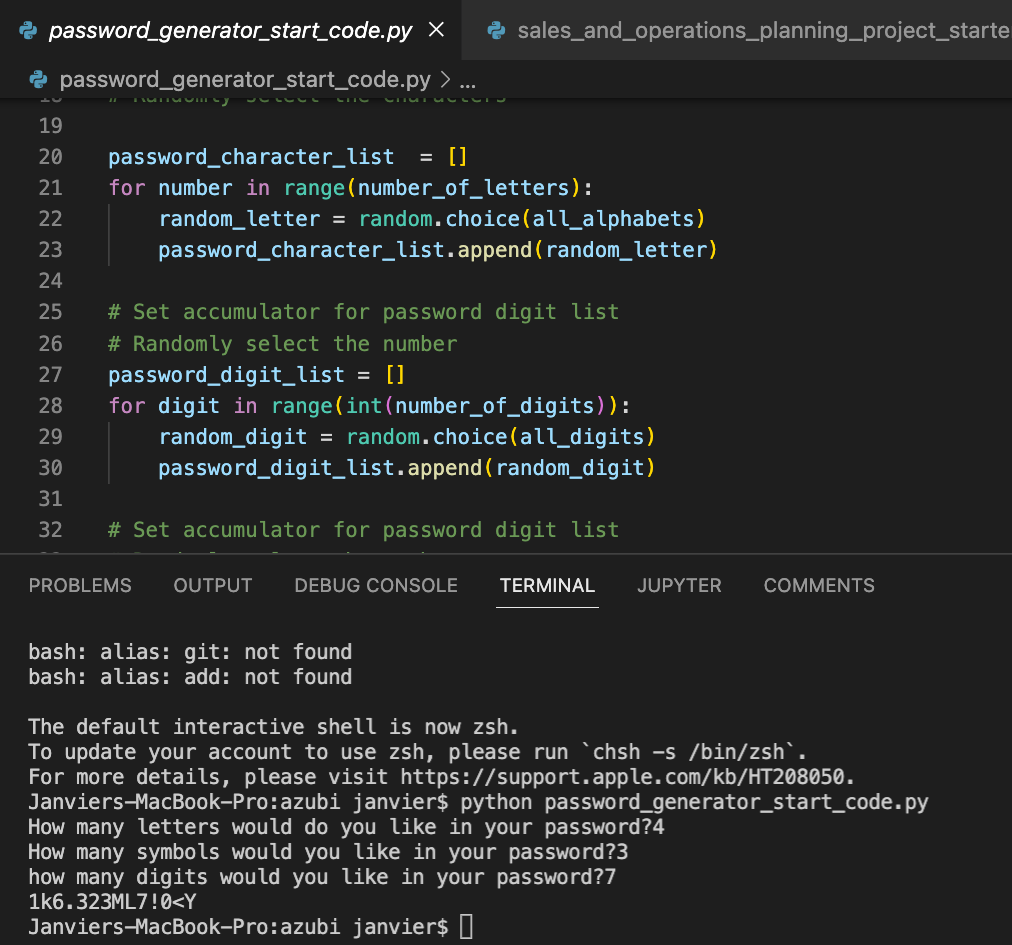 password_generator_start_code.py
sales_and_operations_planning_project_starte
password_generator_start_code.py > ...
18 # Randomly select the characters
19
20 password_character_list  = []
21 for number in range(number_of_letters):
22     random_letter = random.choice(all_alphabets)
23     password_character_list.append(random_letter)
24
25 # Set accumulator for password digit list
26 # Randomly select the number
27 password_digit_list = []
28 for digit in range(int(number_of_digits)):
29     random_digit = random.choice(all_digits)
30     password_digit_list.append(random_digit)
31
32 # Set accumulator for password digit list
PROBLEMS OUTPUT DEBUG CONSOLE TERMINAL JUPYTER COMMENTS
bash: alias: git: not found
bash: alias: add: not found
The default interactive shell is now zsh.
To update your account to use zsh, please run `chsh -s /bin/zsh`.
For more details, please visit https://support.apple.com/kb/HT208050.
Janviers-MacBook-Pro:azubi janvier$ python password_generator_start_code.py
How many letters would do you like in your password?4
How many symbols would you like in your password?3
how many digits would you like in your password?7
1k6.323ML7!0<Y
Janviers-MacBook-Pro:azubi janvier$